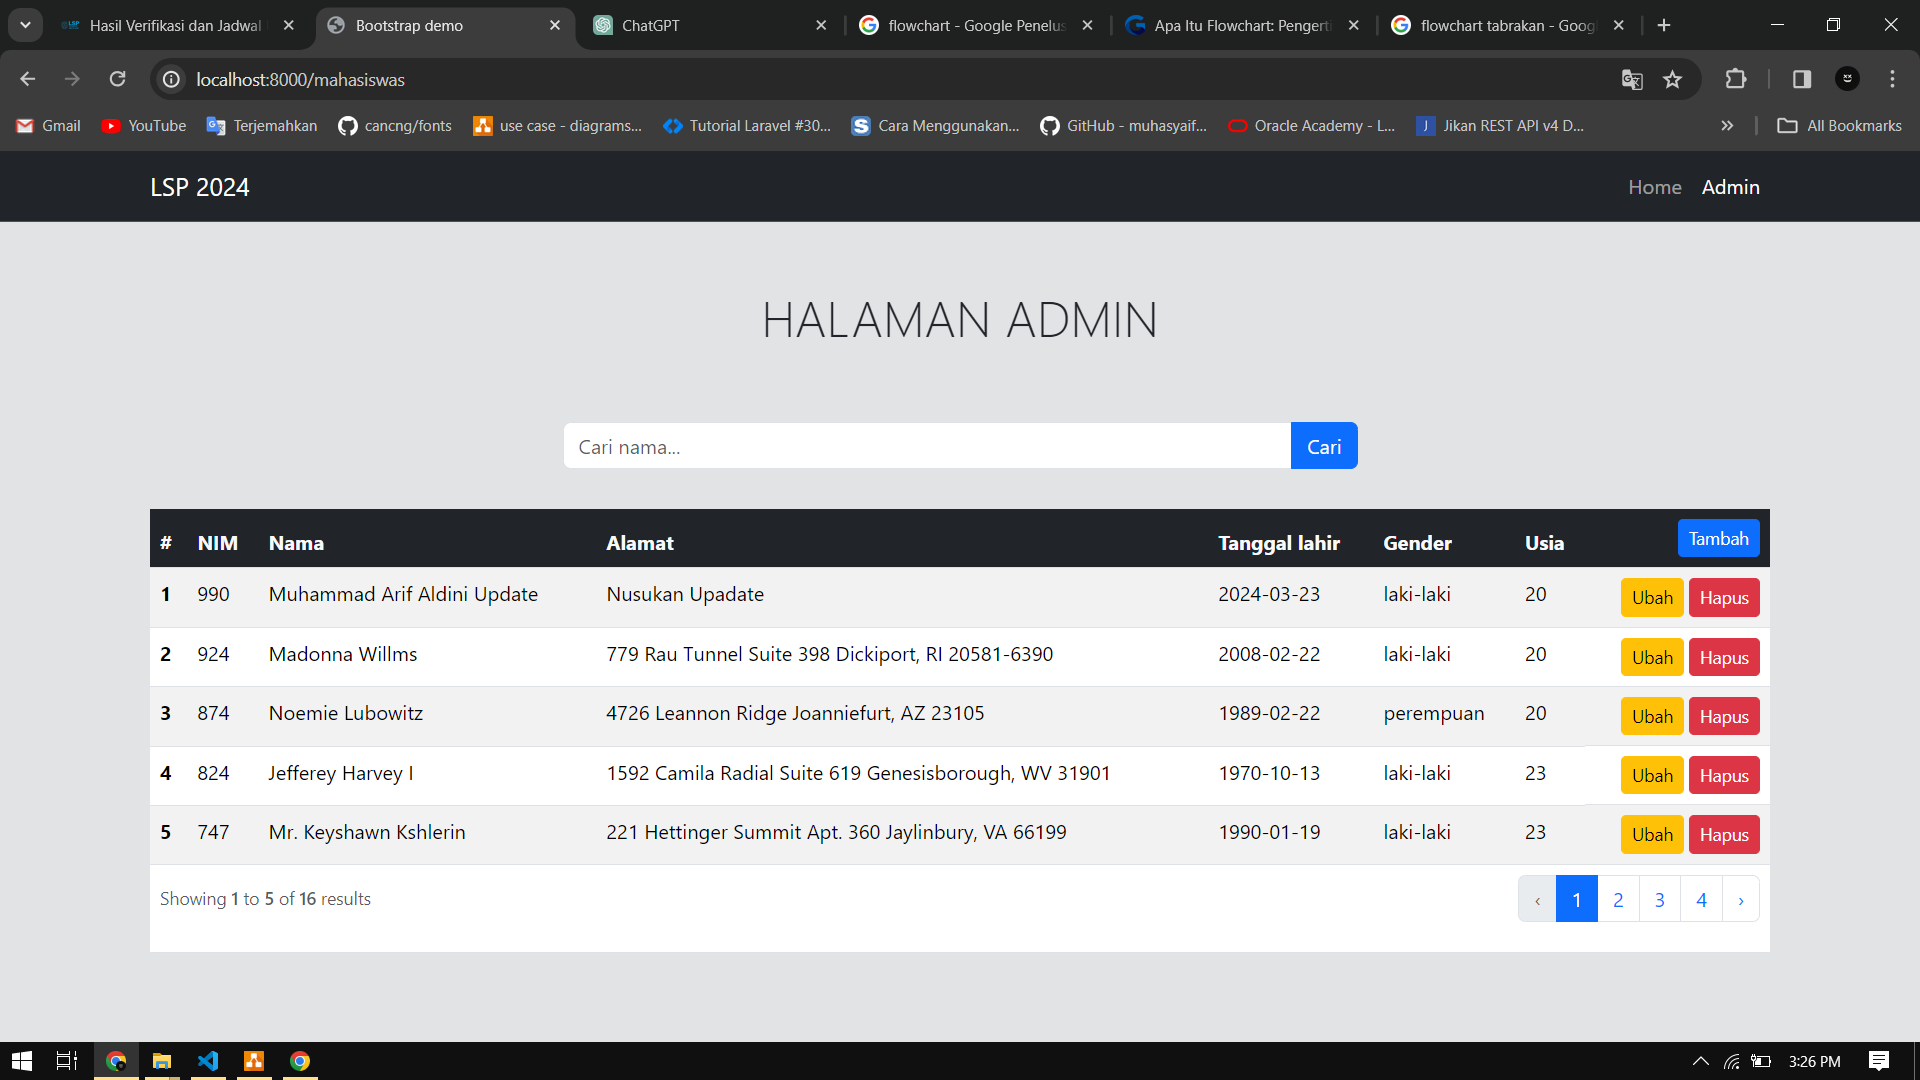 Hasil Verifikasi dan Jadwal
Bootstrap demo
ChatGPT
flowchart - Google Penelus
Apa Itu Flowchart: Pengerti
flowchart tabrakan - Goog
localhost:8000/mahasiswas
Gmail
YouTube
Terjemahkan
cancng/fonts
use case - diagrams...
Tutorial Laravel #30...
Cara Menggunakan...
GitHub - muhasyaif...
Oracle Academy - L...
Jikan REST API v4 D...
All Bookmarks
LSP 2024
Home Admin
HALAMAN ADMIN
Cari nama... Cari
# NIM Nama Alamat Tanggal lahir Gender Usia Tambah
1 990 Muhammad Arif Aldini Update Nusukan Upadate 2024-03-23 laki-laki 20 Ubah Hapus
2 924 Madonna Willms 779 Rau Tunnel Suite 398 Dickiport, RI 20581-6390 2008-02-22 laki-laki 20 Ubah Hapus
3 874 Noemie Lubowitz 4726 Leannon Ridge Joanniefurt, AZ 23105 1989-02-22 perempuan 20 Ubah Hapus
4 824 Jefferey Harvey I 1592 Camila Radial Suite 619 Genesisborough, WV 31901 1970-10-13 laki-laki 23 Ubah Hapus
5 747 Mr. Keyshawn Kshlerin 221 Hettinger Summit Apt. 360 Jaylinbury, VA 66199 1990-01-19 laki-laki 23 Ubah Hapus
Showing 1 to 5 of 16 results ‹ 1 2 3 4 ›
3:26 PM